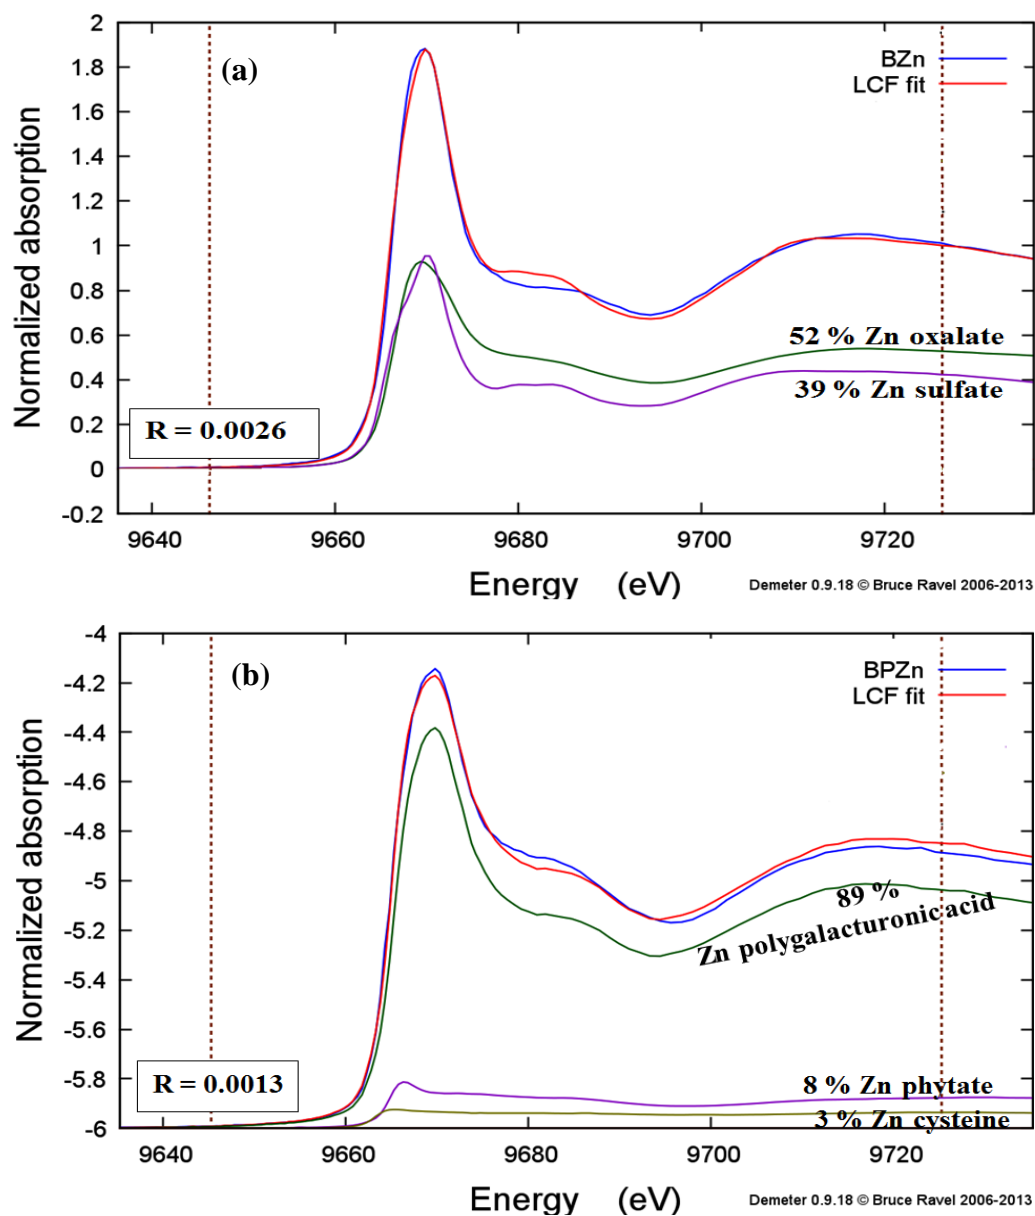 2
1.8
1.6
1.4
1.2
1
0.8
0.6
0.4
0.2
0
-0.2
Normalized absorption
(a)
BZn
LCF fit
52 % Zn oxalate
39 % Zn sulfate
R = 0.0026
9640 9660 9680 9700 9720
Energy (eV)
Demeter 0.9.18 © Bruce Ravel 2006-2013
-4
-4.2
-4.4
-4.6
-4.8
-5
-5.2
-5.4
-5.6
-5.8
-6
Normalized absorption
(b)
BPZn
LCF fit
89 %
Zn polygalacturonic acid
8 % Zn phytate
3 % Zn cysteine
R = 0.0013
9640 9660 9680 9700 9720
Energy (eV)
Demeter 0.9.18 © Bruce Ravel 2006-2013